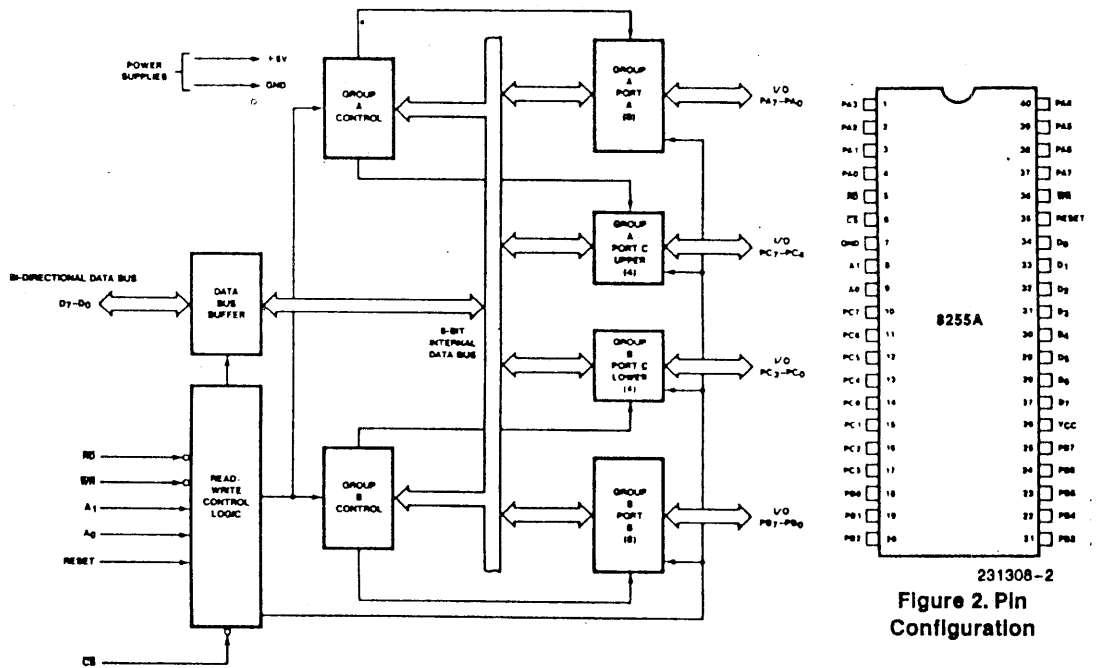 POWER
SUPPLIES
+5V
GND
GROUP
A
CONTROL
GROUP
A
PORT
A
(8)
I/O
PA7-PA0
GROUP
A
PORT C
UPPER
(4)
I/O
PC7-PC4
BI-DIRECTIONAL DATA BUS
D7-D0
DATA
BUS
BUFFER
8-BIT
INTERNAL
DATA BUS
GROUP
B
PORT C
LOWER
(4)
I/O
PC3-PC0
RD
WR
A1
A0
RESET
CS
READ-
WRITE
CONTROL
LOGIC
GROUP
B
CONTROL
GROUP
B
PORT
B
(8)
I/O
PB7-PB0
8255A
PA3 1 40 PA4
PA2 2 39 PA5
PA1 3 38 PA6
PA0 4 37 PA7
RD 5 36 WR
CS 6 35 RESET
GND 7 34 D0
A1 8 33 D1
A0 9 32 D2
PC7 10 31 D3
PC6 11 30 D4
PC5 12 29 D5
PC4 13 28 D6
PC0 14 27 D7
PC1 15 26 VCC
PC2 16 25 PB7
PC3 17 24 PB6
PB0 18 23 PB5
PB1 19 22 PB4
PB2 20 21 PB3
231308-2
Figure 2. Pin
Configuration